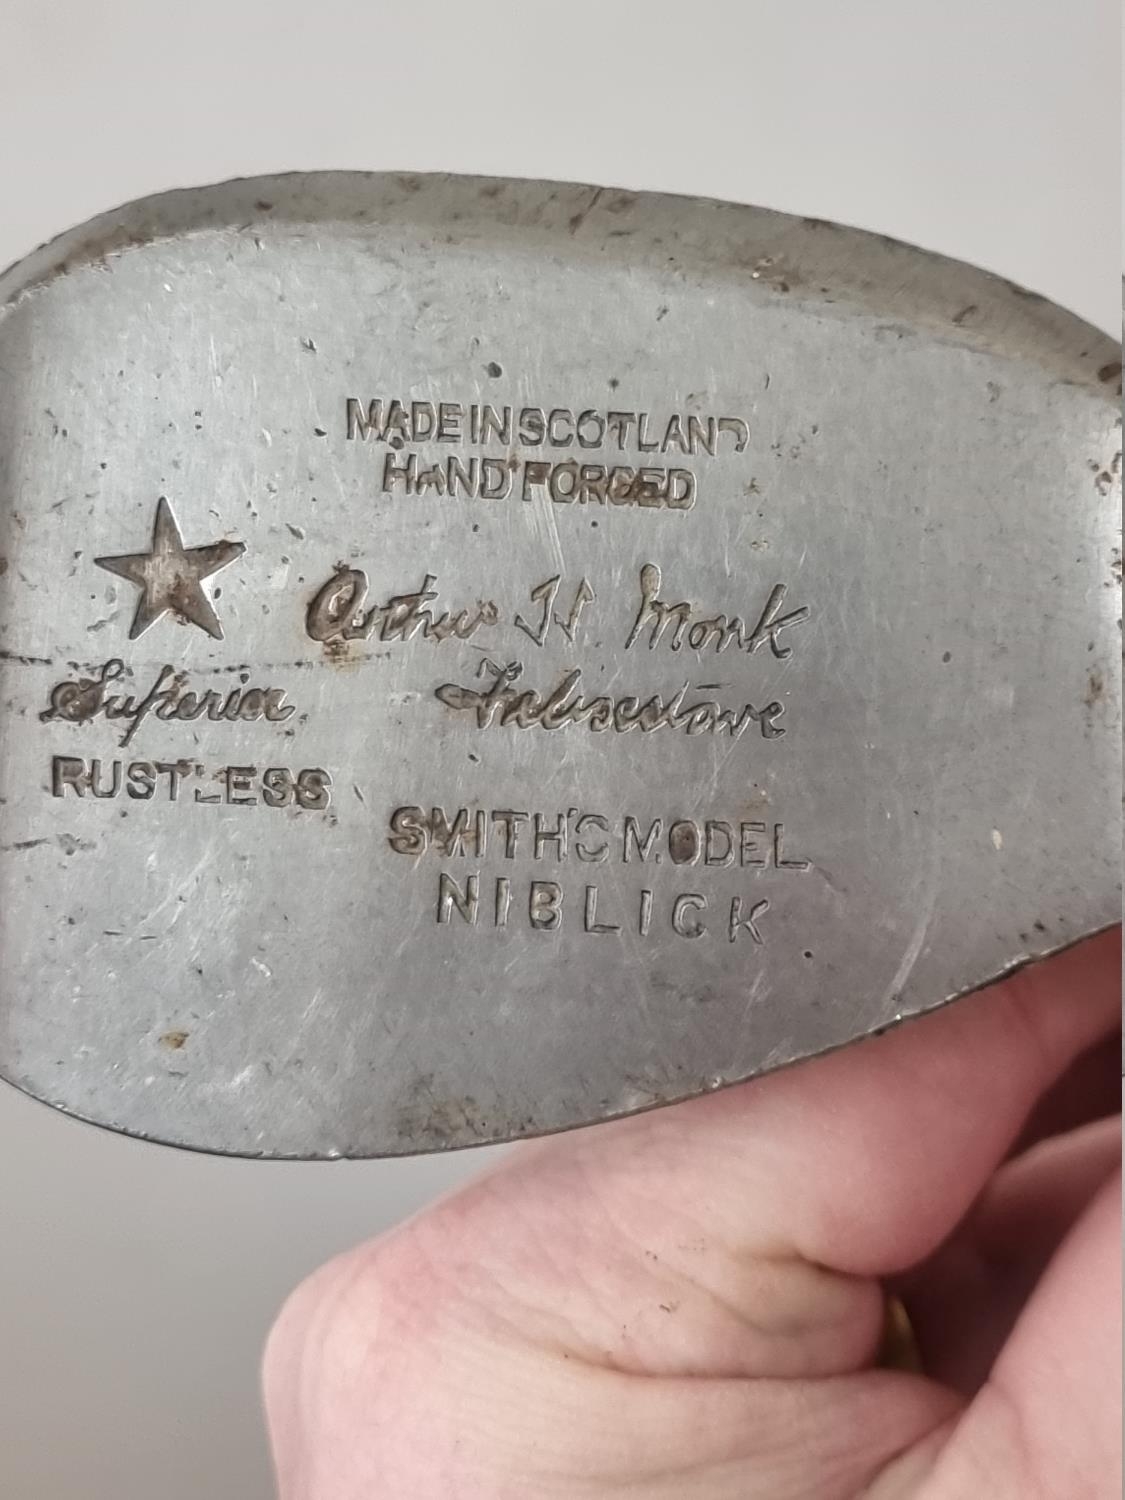 MADE IN SCOTLAND
HAND FORGED
Arthur H. Monk
Felixstowe
Superior
RUSTLESS
SMITH'S MODEL
NIBLICK